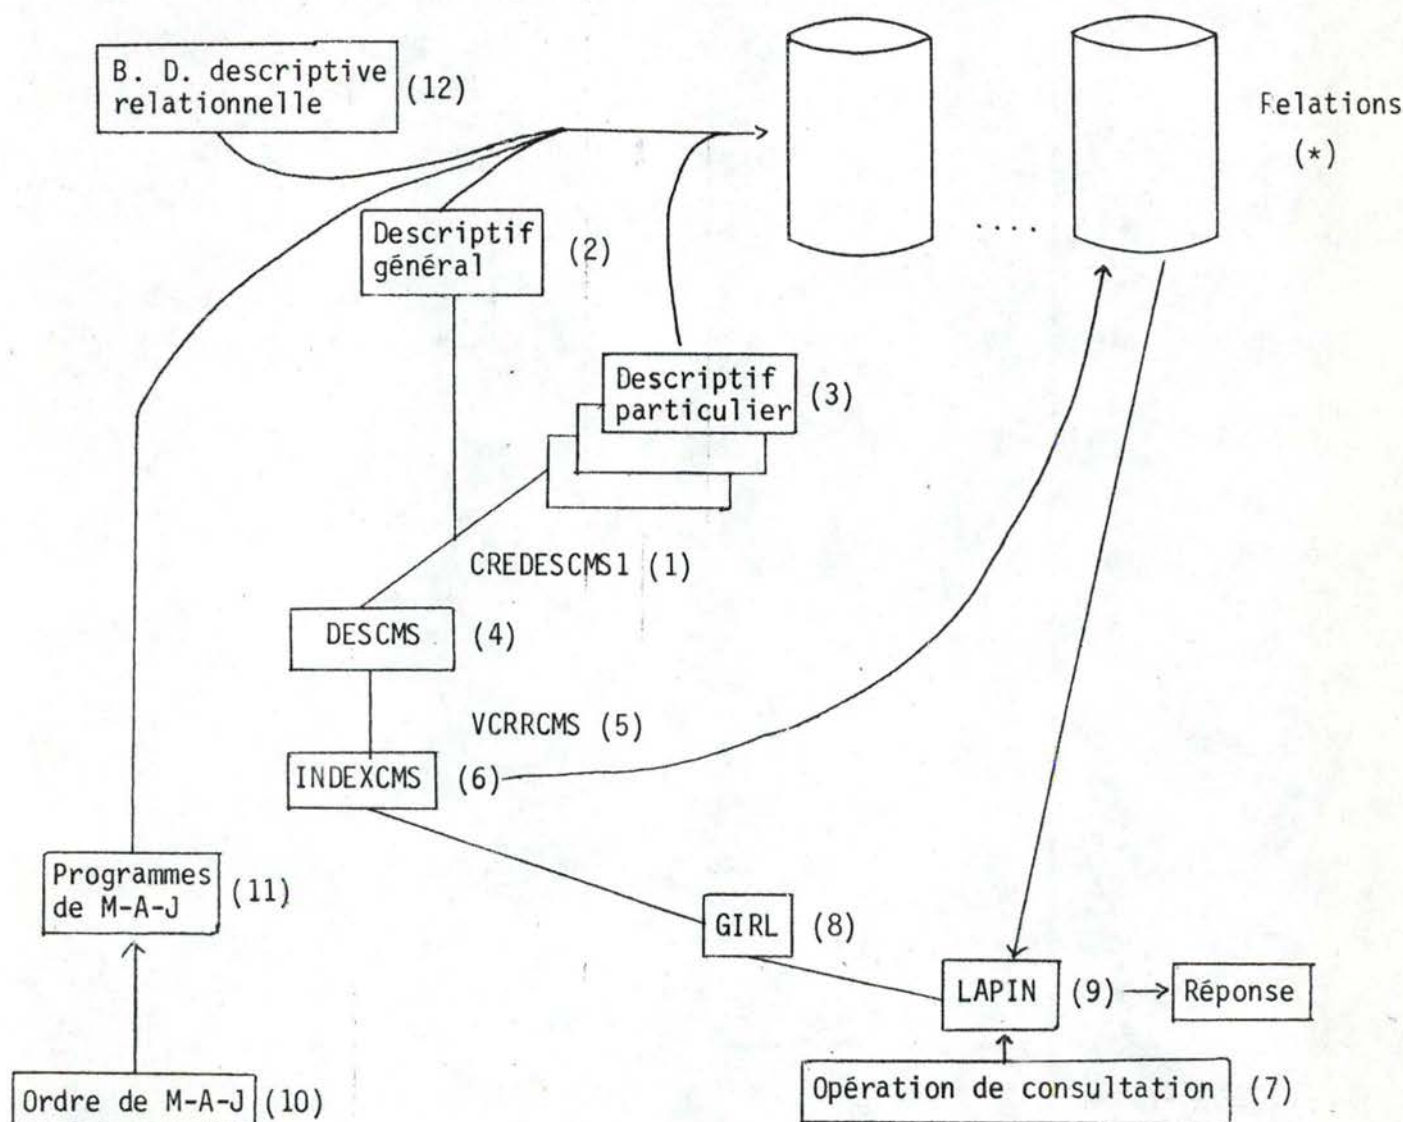 B. D. descriptive
relationnelle
(12)
Relations
(*)
....
Descriptif
général
(2)
Descriptif
particulier
(3)
CREDESCMS1 (1)
DESCMS
(4)
VCRRCMS (5)
INDEXCMS
(6)
Programmes
de M-A-J
(11)
GIRL
(8)
LAPIN
(9)
Réponse
Ordre de M-A-J
(10)
Opération de consultation
(7)